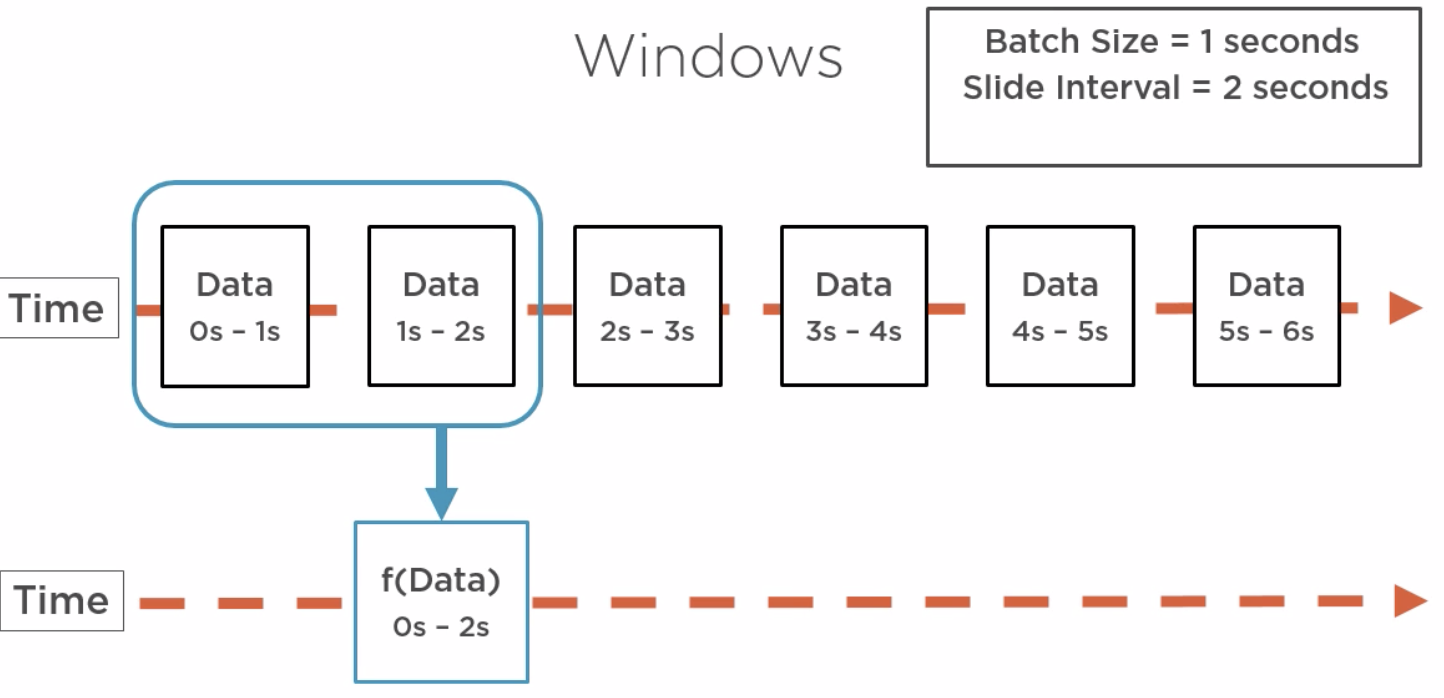 Windows
Batch Size = 1 seconds
Slide Interval = 2 seconds
Time
Data
0s – 1s
Data
1s – 2s
Data
2s – 3s
Data
3s – 4s
Data
4s – 5s
Data
5s – 6s
Time
f(Data)
0s – 2s